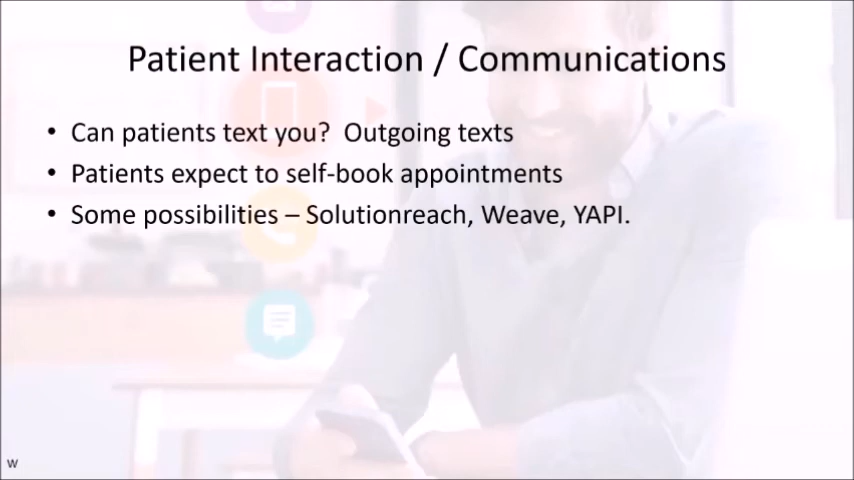 Patient Interaction / Communications
• Can patients text you?  Outgoing texts
• Patients expect to self-book appointments
• Some possibilities – Solutionreach, Weave, YAPI.
W